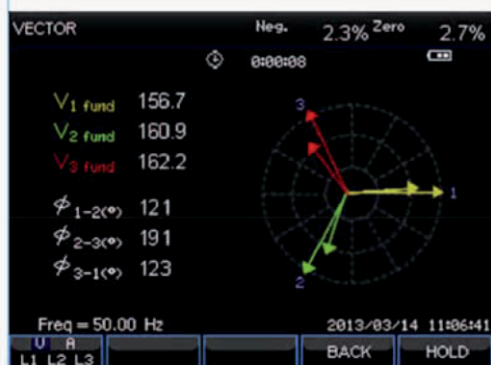 VECTOR Neg. 2.3% Zero 2.7%
0:00:08
V1 fund 156.7
V2 fund 160.9
V3 fund 162.2
ϕ1-2(°) 121
ϕ2-3(°) 191
ϕ3-1(°) 123
3
1
2
Freq = 50.00 Hz 2013/03/14 11:06:41
V A
L1 L2 L3 BACK HOLD